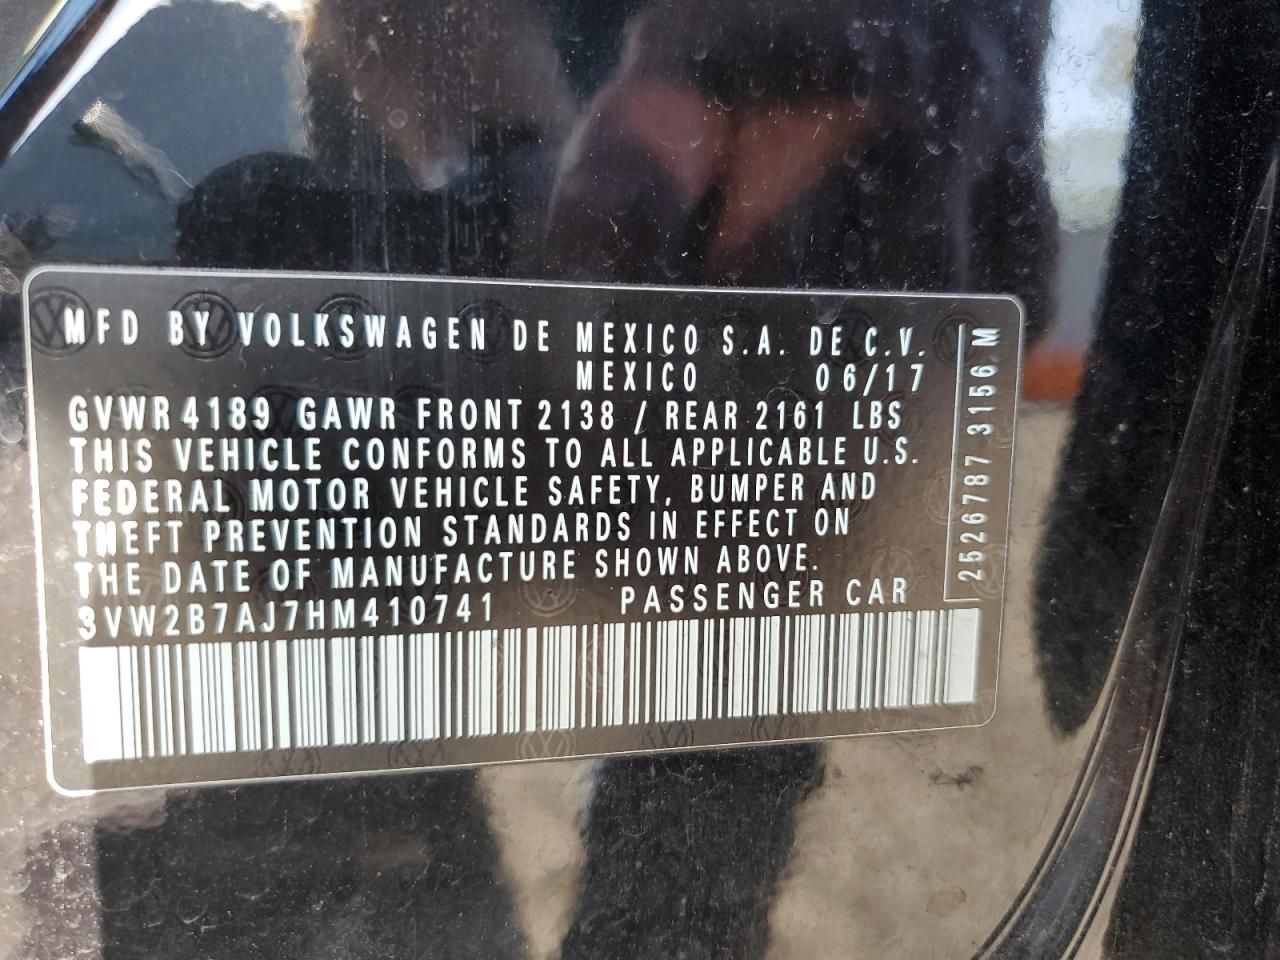 MFD BY VOLKSWAGEN DE MEXICO S.A. DE C.V.
MEXICO 06/17
GVWR 4189 GAWR FRONT 2138 / REAR 2161 LBS
THIS VEHICLE CONFORMS TO ALL APPLICABLE U.S.
FEDERAL MOTOR VEHICLE SAFETY, BUMPER AND
THEFT PREVENTION STANDARDS IN EFFECT ON
THE DATE OF MANUFACTURE SHOWN ABOVE.
3VW2B7AJ7HM410741 PASSENGER CAR
2526787 3156 M